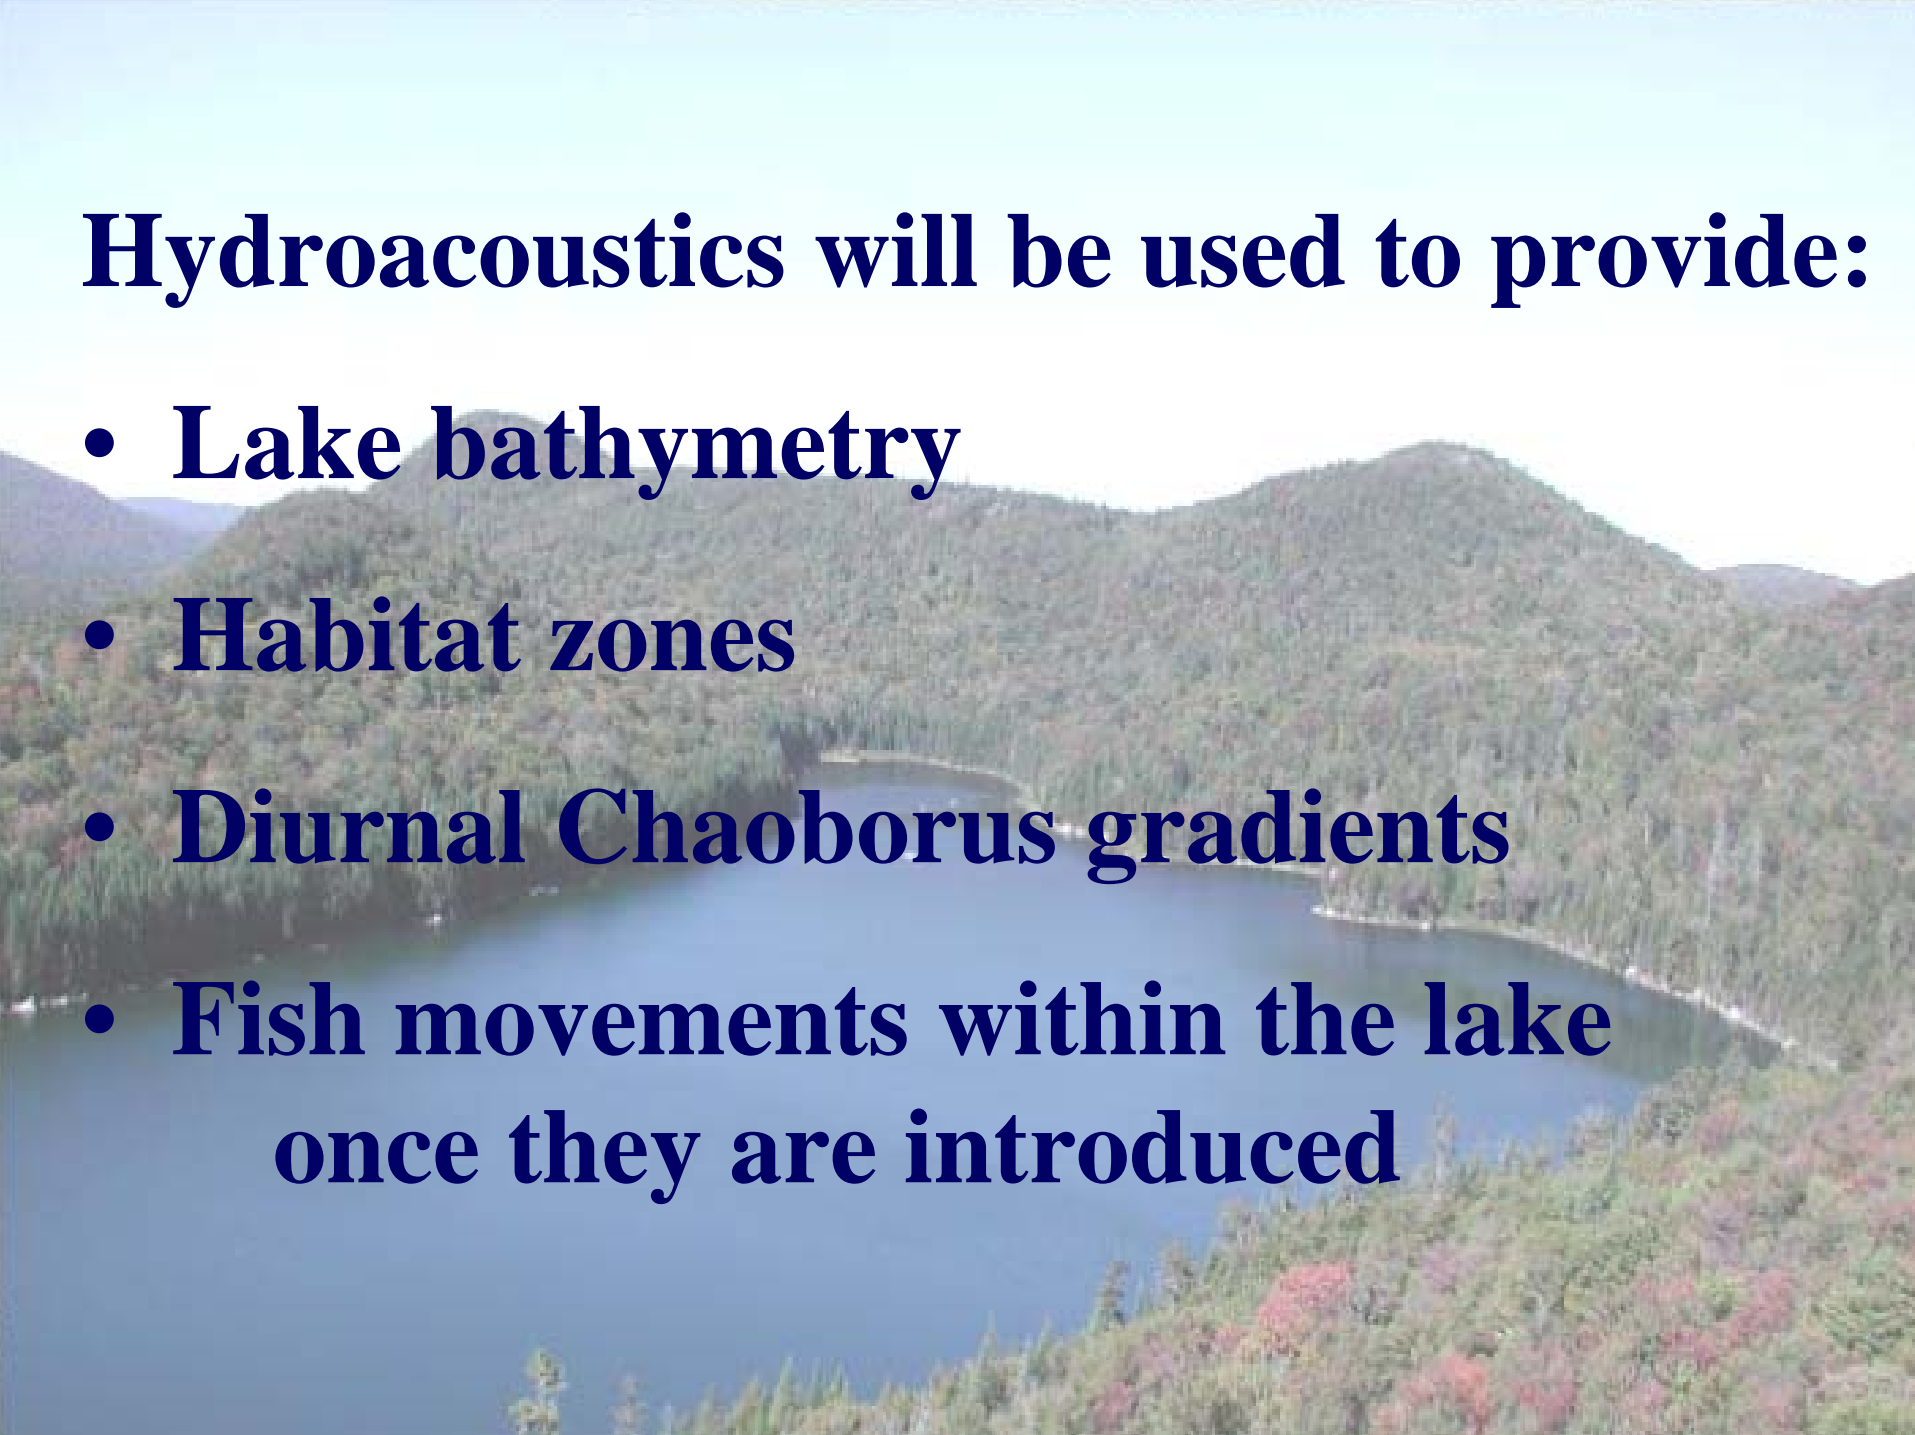 Hydroacoustics will be used to provide:
• Lake bathymetry
• Habitat zones
• Diurnal Chaoborus gradients
• Fish movements within the lake
once they are introduced